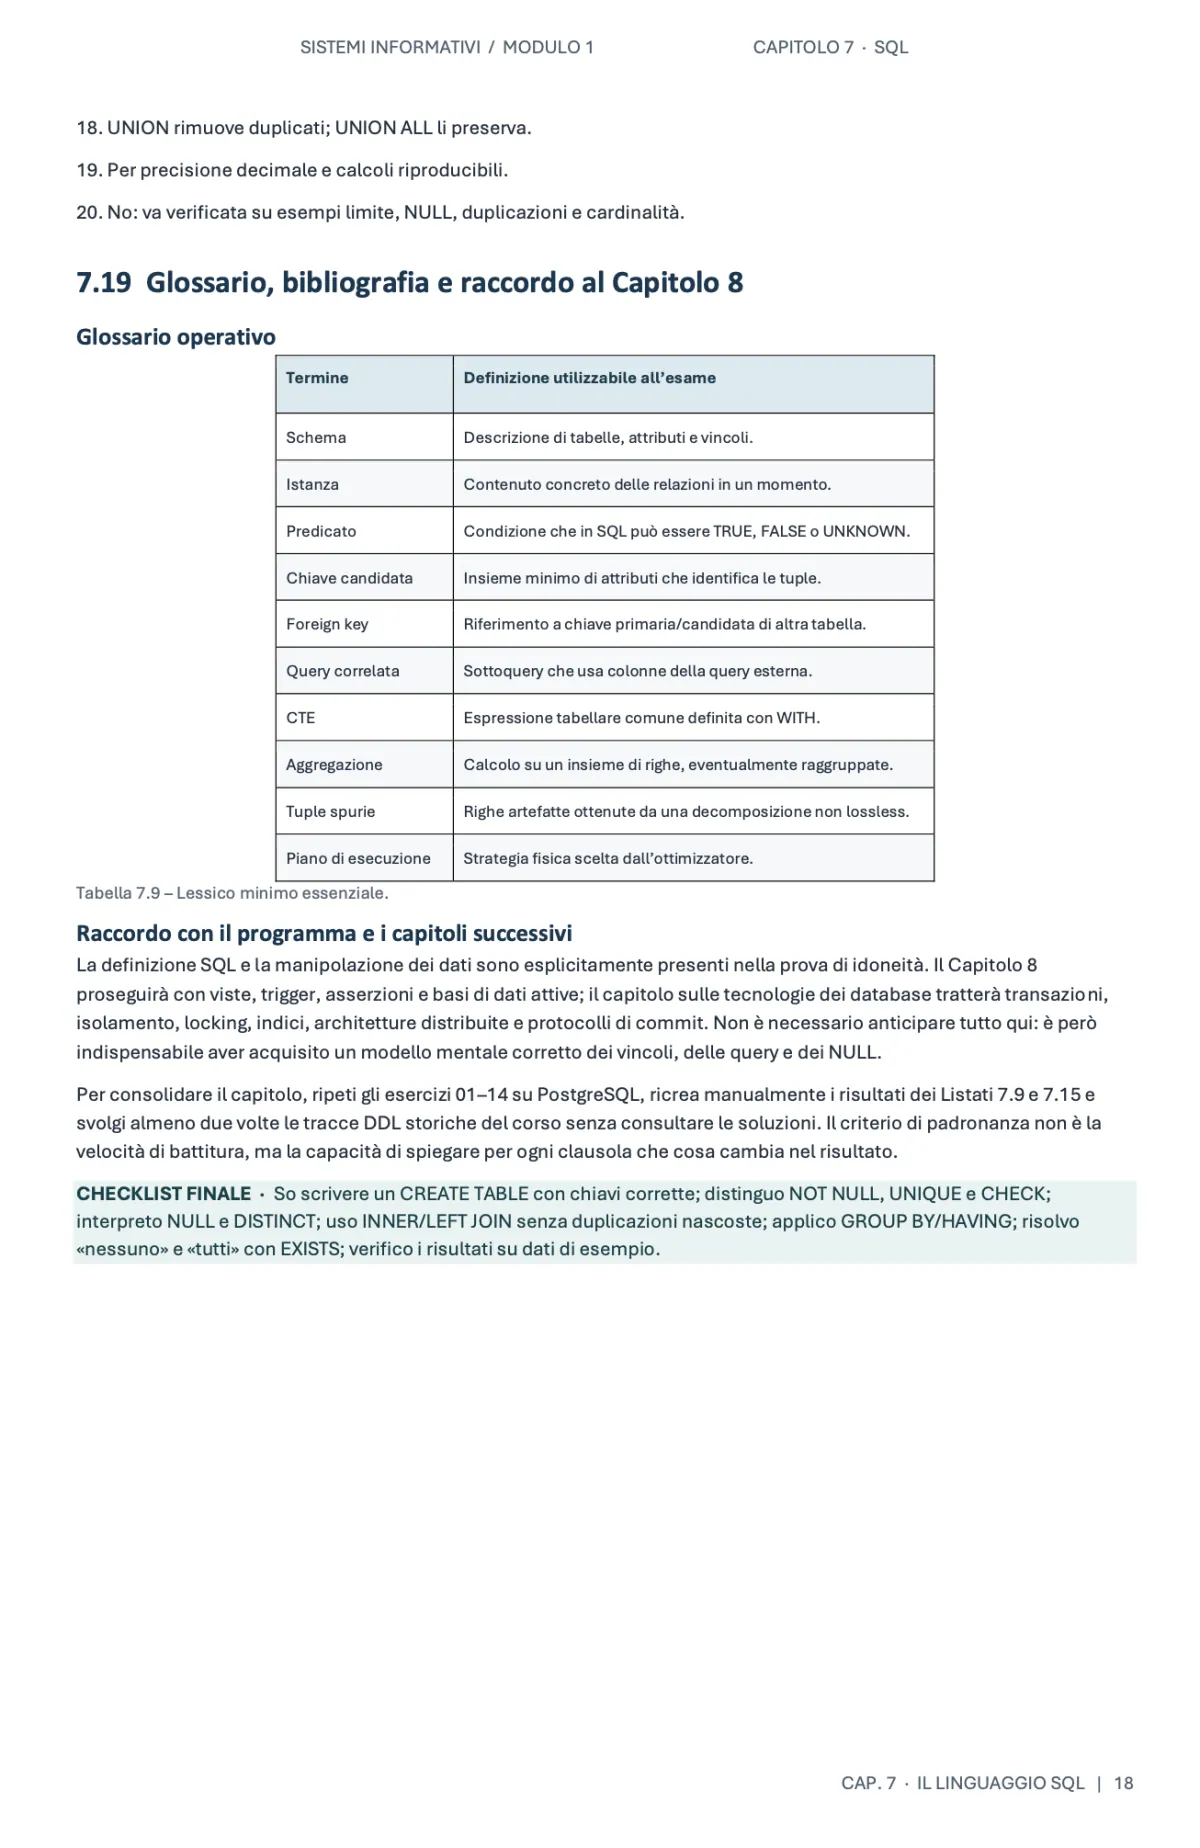 SISTEMI INFORMATIVI / MODULO 1 CAPITOLO 7 · SQL
18. UNION rimuove duplicati; UNION ALL li preserva.
19. Per precisione decimale e calcoli riproducibili.
20. No: va verificata su esempi limite, NULL, duplicazioni e cardinalità.
7.19 Glossario, bibliografia e raccordo al Capitolo 8
Glossario operativo
Termine Definizione utilizzabile all’esame
Schema Descrizione di tabelle, attributi e vincoli.
Istanza Contenuto concreto delle relazioni in un momento.
Predicato Condizione che in SQL può essere TRUE, FALSE o UNKNOWN.
Chiave candidata Insieme minimo di attributi che identifica le tuple.
Foreign key Riferimento a chiave primaria/candidata di altra tabella.
Query correlata Sottoquery che usa colonne della query esterna.
CTE Espressione tabellare comune definita con WITH.
Aggregazione Calcolo su un insieme di righe, eventualmente raggruppate.
Tuple spurie Righe artefatte ottenute da una decomposizione non lossless.
Piano di esecuzione Strategia fisica scelta dall’ottimizzatore.
Tabella 7.9 – Lessico minimo essenziale.
Raccordo con il programma e i capitoli successivi
La definizione SQL e la manipolazione dei dati sono esplicitamente presenti nella prova di idoneità. Il Capitolo 8
proseguirà con viste, trigger, asserzioni e basi di dati attive; il capitolo sulle tecnologie dei database tratterà transazioni,
isolamento, locking, indici, architetture distribuite e protocolli di commit. Non è necessario anticipare tutto qui: è però
indispensabile aver acquisito un modello mentale corretto dei vincoli, delle query e dei NULL.
Per consolidare il capitolo, ripeti gli esercizi 01–14 su PostgreSQL, ricrea manualmente i risultati dei Listati 7.9 e 7.15 e
svolgi almeno due volte le tracce DDL storiche del corso senza consultare le soluzioni. Il criterio di padronanza non è la
velocità di battitura, ma la capacità di spiegare per ogni clausola che cosa cambia nel risultato.
CHECKLIST FINALE · So scrivere un CREATE TABLE con chiavi corrette; distinguo NOT NULL, UNIQUE e CHECK;
interpreto NULL e DISTINCT; uso INNER/LEFT JOIN senza duplicazioni nascoste; applico GROUP BY/HAVING; risolvo
«nessuno» e «tutti» con EXISTS; verifico i risultati su dati di esempio.
CAP. 7 · IL LINGUAGGIO SQL | 18